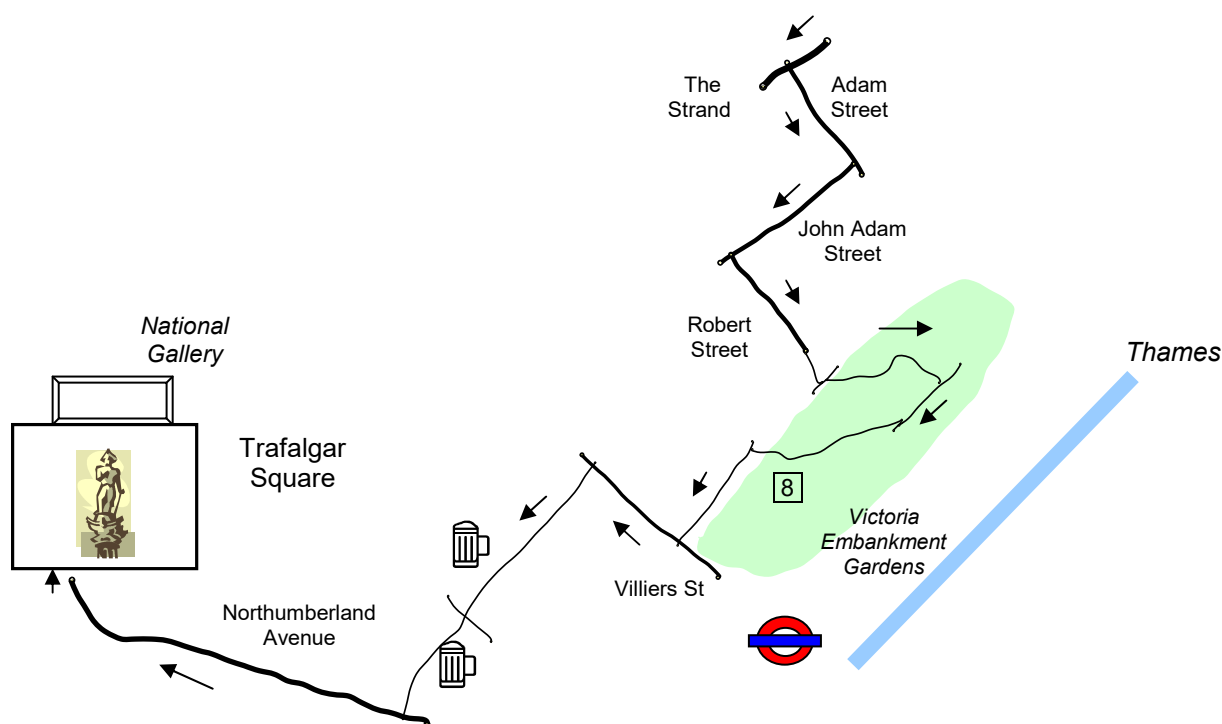 The
Strand
Adam
Street
John Adam
Street
Robert
Street
National
Gallery
Thames
Trafalgar
Square
8
Victoria
Embankment
Gardens
Villiers St
Northumberland
Avenue